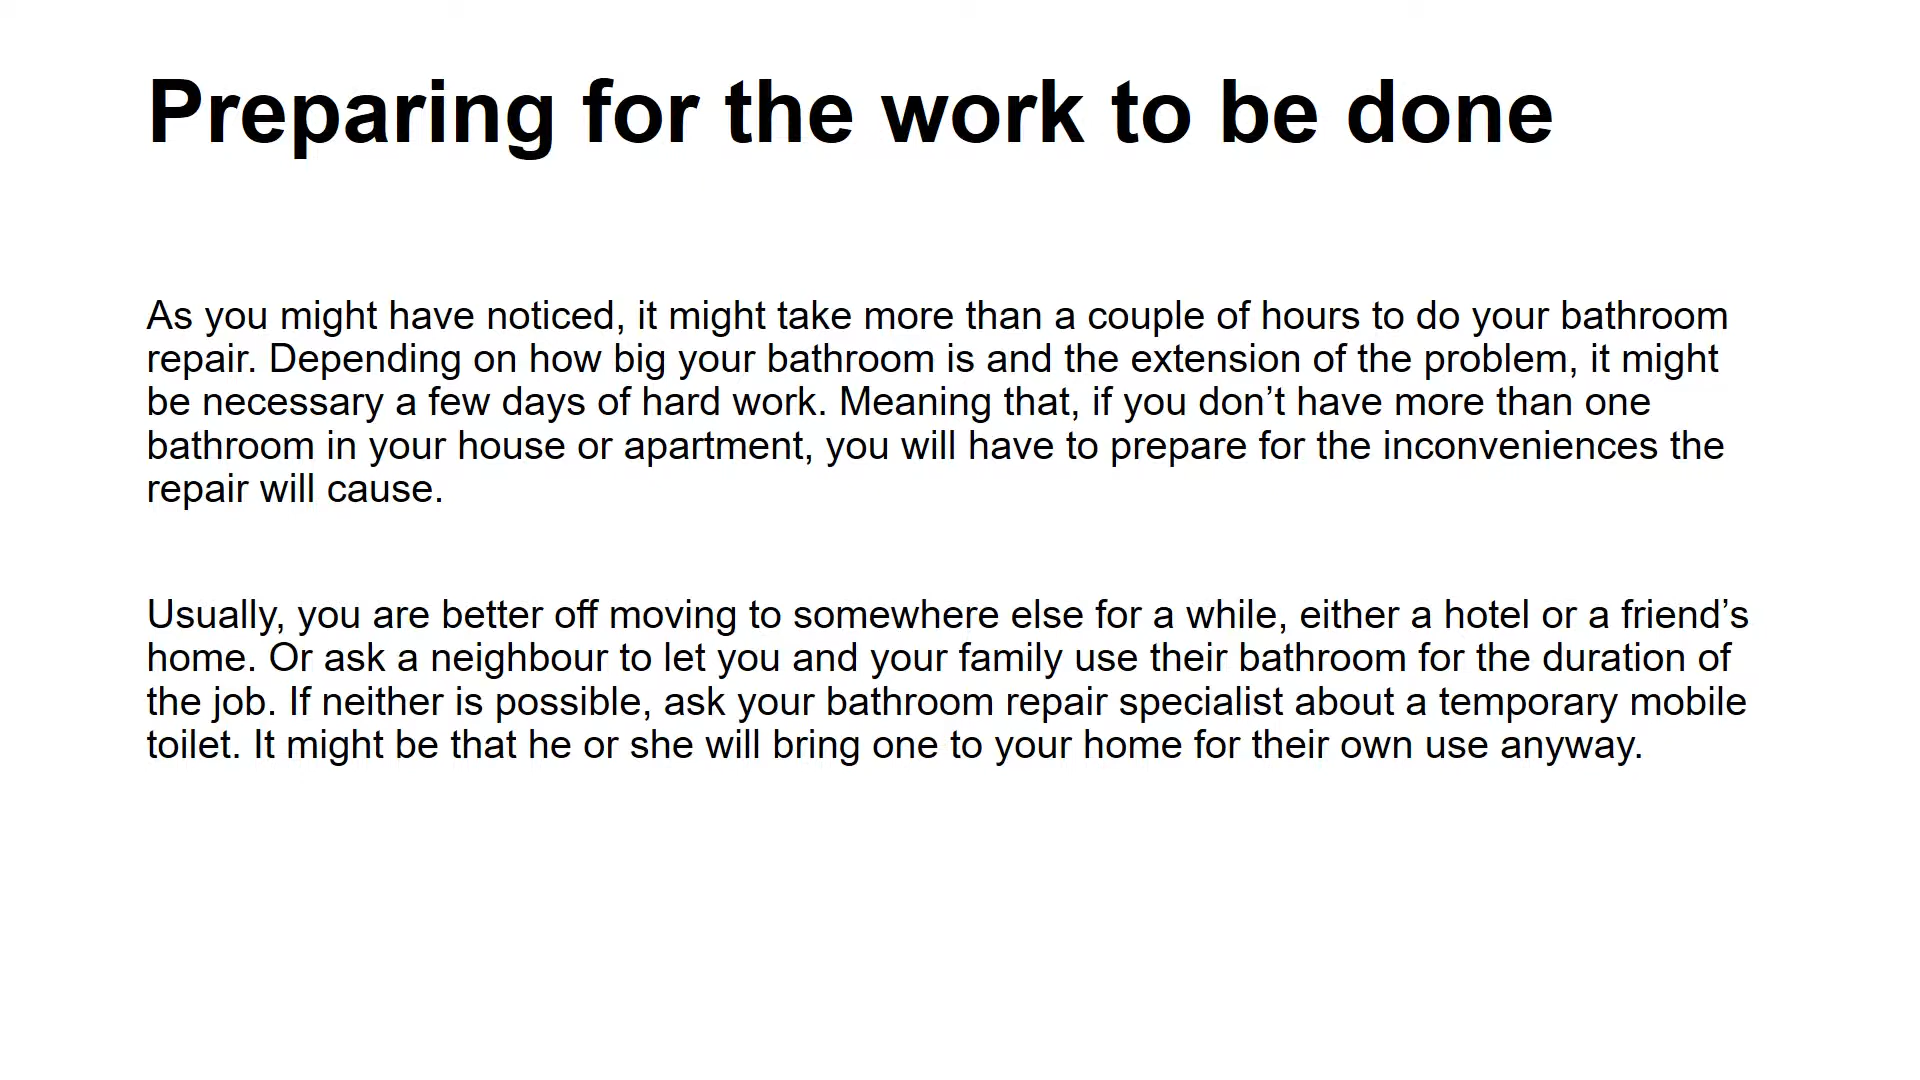 Preparing for the work to be done
As you might have noticed, it might take more than a couple of hours to do your bathroom
repair. Depending on how big your bathroom is and the extension of the problem, it might
be necessary a few days of hard work. Meaning that, if you don’t have more than one
bathroom in your house or apartment, you will have to prepare for the inconveniences the
repair will cause.
Usually, you are better off moving to somewhere else for a while, either a hotel or a friend’s
home. Or ask a neighbour to let you and your family use their bathroom for the duration of
the job. If neither is possible, ask your bathroom repair specialist about a temporary mobile
toilet. It might be that he or she will bring one to your home for their own use anyway.